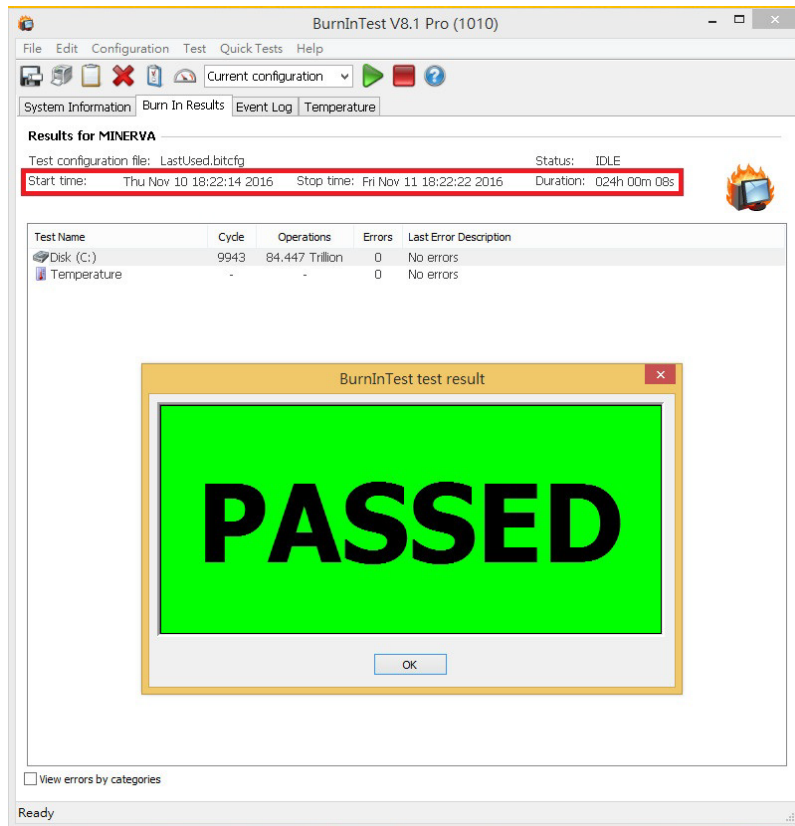 BurnInTest V8.1 Pro (1010)
File Edit Configuration Test Quick Tests Help
Current configuration
System Information Burn In Results Event Log Temperature
Results for MINERVA
Test configuration file: LastUsed.bitcfg Status: IDLE
Start time: Thu Nov 10 18:22:14 2016 Stop time: Fri Nov 11 18:22:22 2016 Duration: 024h 00m 08s
Test Name Cycle Operations Errors Last Error Description
Disk (C:) 9943 84.447 Trillion 0 No errors
Temperature - - 0 No errors
BurnInTest test result
PASSED
OK
View errors by categories
Ready